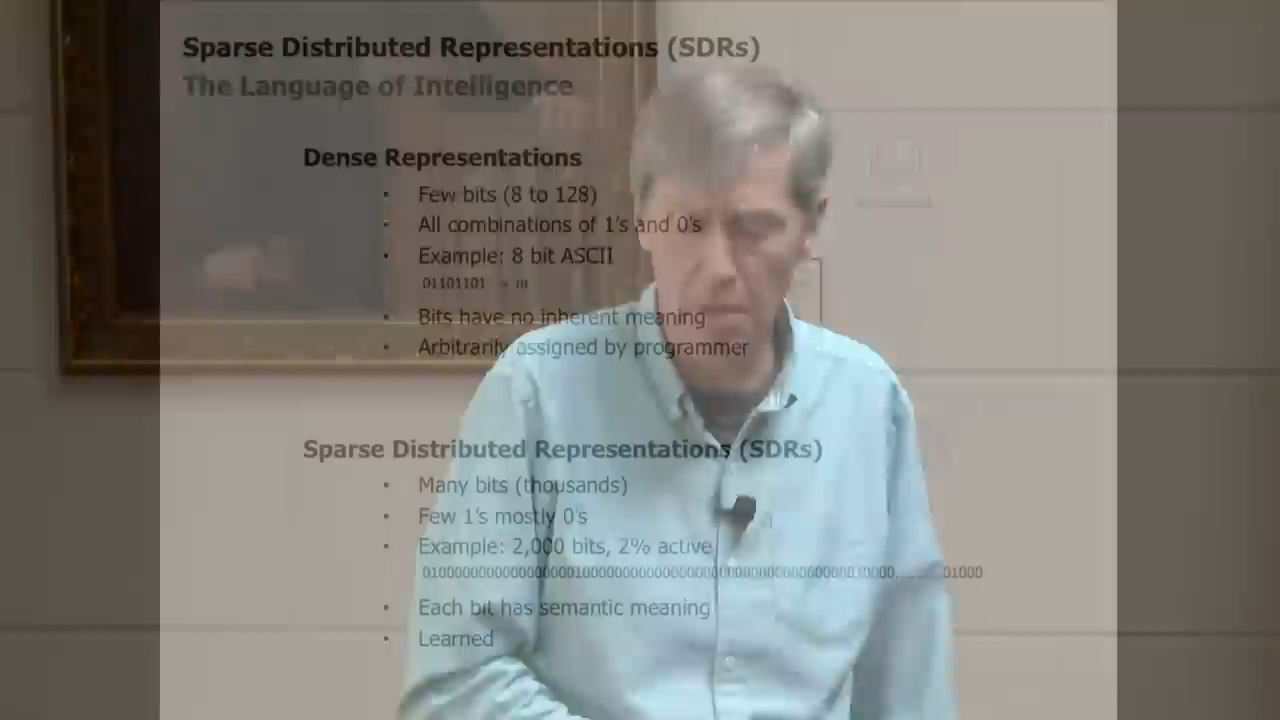 Sparse Distributed Representations (SDRs)
The Language of Intelligence
Dense Representations
• Few bits (8 to 128)
• All combinations of 1's and 0's
• Example: 8 bit ASCII
01101101 = m
• Bits have no inherent meaning
• Arbitrarily assigned by programmer
Sparse Distributed Representations (SDRs)
• Many bits (thousands)
• Few 1's mostly 0's
• Example: 2,000 bits, 2% active
• Each bit has semantic meaning
• Learned